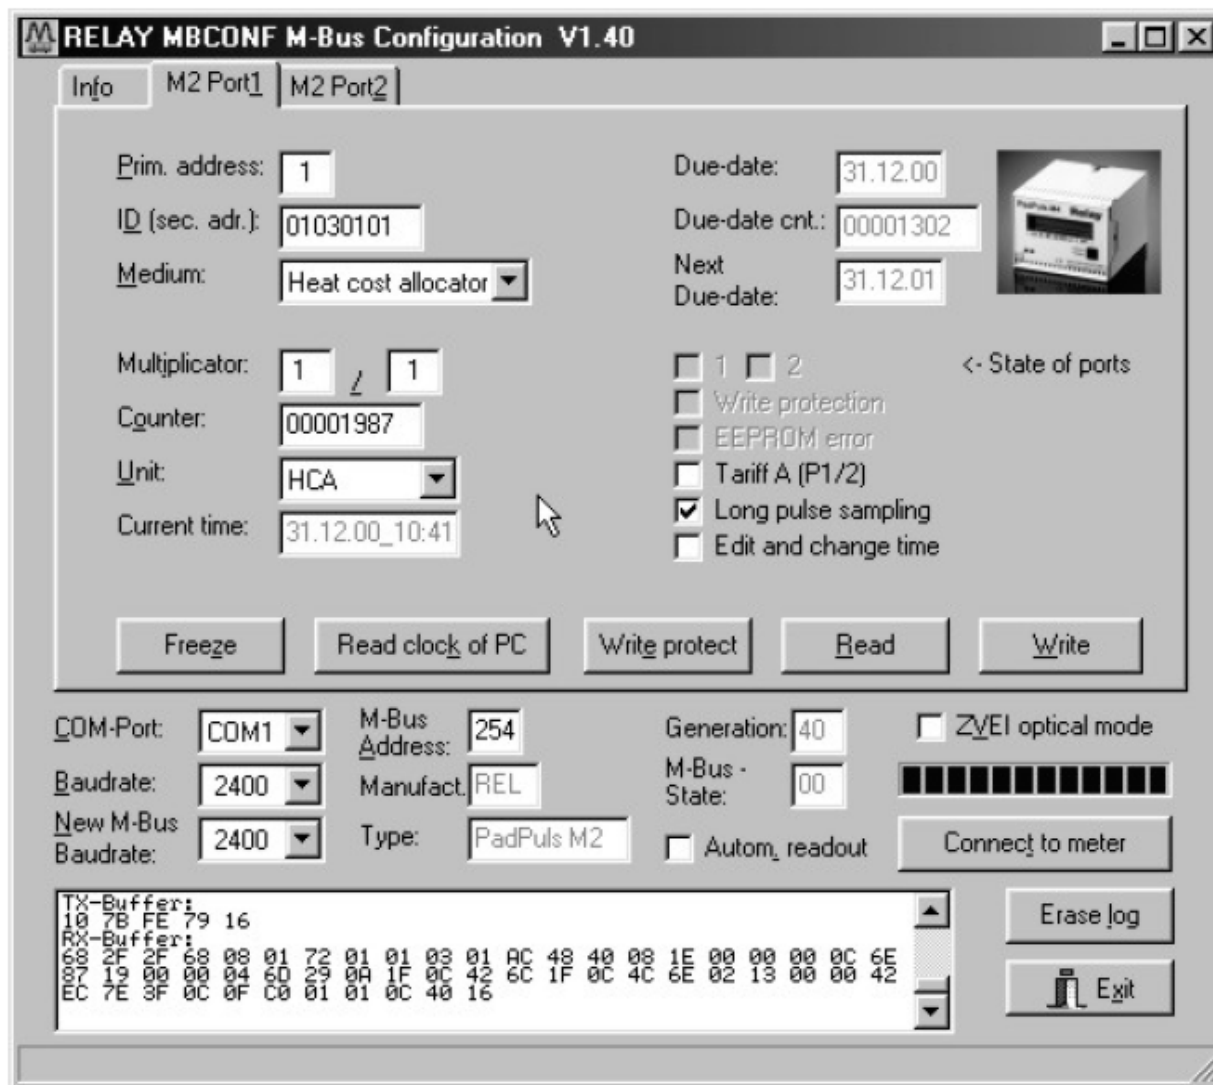 RELAY MBCONF M-Bus Configuration V1.40
Info M2 Port1 M2 Port2
Prim. address: 1
ID (sec. adr.): 01030101
Medium: Heat cost allocator
Due-date: 31.12.00
Due-date cnt.: 00001302
Next
Due-date: 31.12.01
PadPuls M4 Relay
Multiplicator: 1 / 1
Counter: 00001987
Unit: HCA
Current time: 31.12.00_10:41
1 2 <- State of ports
Write protection
EEPROM error
Tariff A (P1/2)
Long pulse sampling
Edit and change time
Freeze Read clock of PC Write protect Read Write
COM-Port: COM1
Baudrate: 2400
New M-Bus
Baudrate: 2400
M-Bus
Address: 254
Manufact. REL
Type: PadPuls M2
Generation: 40
M-Bus -
State: 00
Autom. readout
ZVEI optical mode
Connect to meter
TX-Buffer:
10 7B FE 79 16
RX-Buffer:
68 2F 2F 68 08 01 72 01 01 03 01 AC 48 40 08 1E 00 00 00 0C 6E
87 19 00 00 04 6D 29 0A 1F 0C 42 6C 1F 0C 4C 6E 02 13 00 00 42
EC 7E 3F 0C 0F C0 01 01 0C 40 16
Erase log
Exit